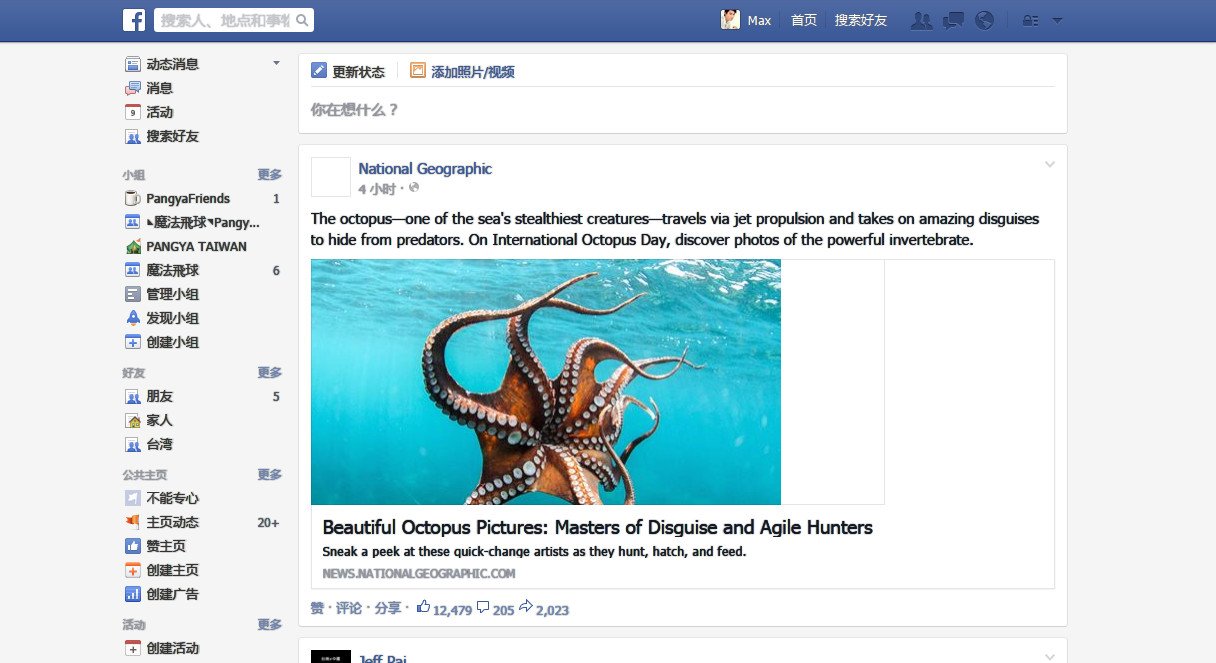 搜索人、地点和事物
Max 首页 搜索好友
动态消息
消息
9 活动
搜索好友
小组 更多
PangyaFriends 1
◣魔法飛球◥Pangy...
PANGYA TAIWAN
魔法飛球 6
管理小组
发现小组
创建小组
好友 更多
朋友 5
家人
台湾
公共主页 更多
不能专心
主页动态 20+
赞主页
创建主页
创建广告
活动 更多
创建活动
更新状态 添加照片/视频
你在想什么？
National Geographic
4 小时 ·
The octopus—one of the sea's stealthiest creatures—travels via jet propulsion and takes on amazing disguises
to hide from predators. On International Octopus Day, discover photos of the powerful invertebrate.
Beautiful Octopus Pictures: Masters of Disguise and Agile Hunters
Sneak a peek at these quick-change artists as they hunt, hatch, and feed.
NEWS.NATIONALGEOGRAPHIC.COM
赞 · 评论 · 分享 · 12,479 205 2,023
Jeff Pai